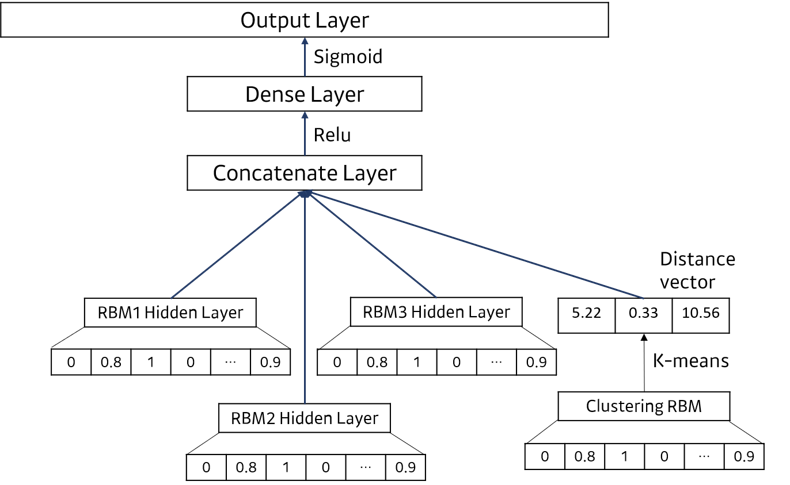 Output Layer
Sigmoid
Dense Layer
Relu
Concatenate Layer
Distance
vector
RBM1 Hidden Layer
0 0.8 1 0 ... 0.9
RBM3 Hidden Layer
0 0.8 1 0 ... 0.9
5.22 0.33 10.56
K-means
RBM2 Hidden Layer
0 0.8 1 0 ... 0.9
Clustering RBM
0 0.8 1 0 ... 0.9